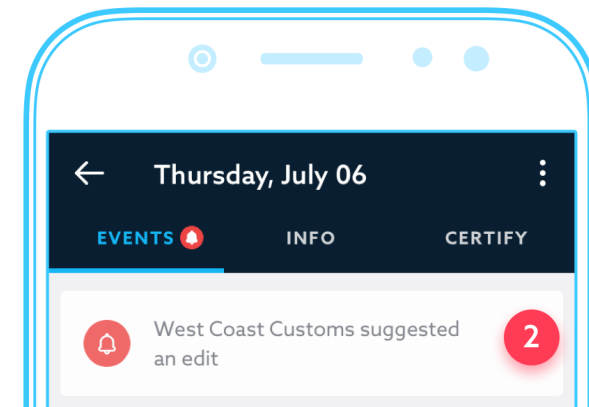 Thursday, July 06
EVENTS INFO CERTIFY
West Coast Customs suggested
an edit
2